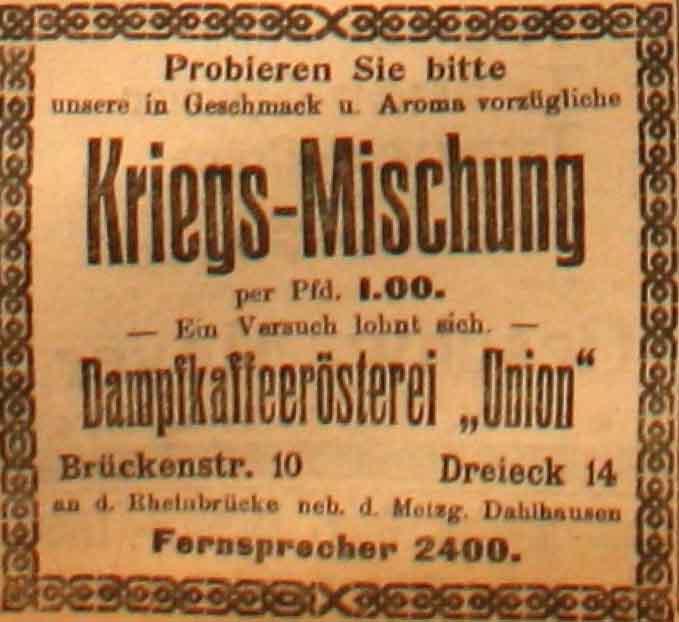 Probieren Sie bitte
unsere in Geschmack u. Aroma vorzügliche
Kriegs-Mischung
per Pfd. 1.00.
— Ein Versuch lohnt sich. —
Dampfkaffeerösterei „Union“
Brückenstr. 10 Dreieck 14
an d. Rheinbrücke neb. d. Metzg. Dahlhausen
Fernsprecher 2400.